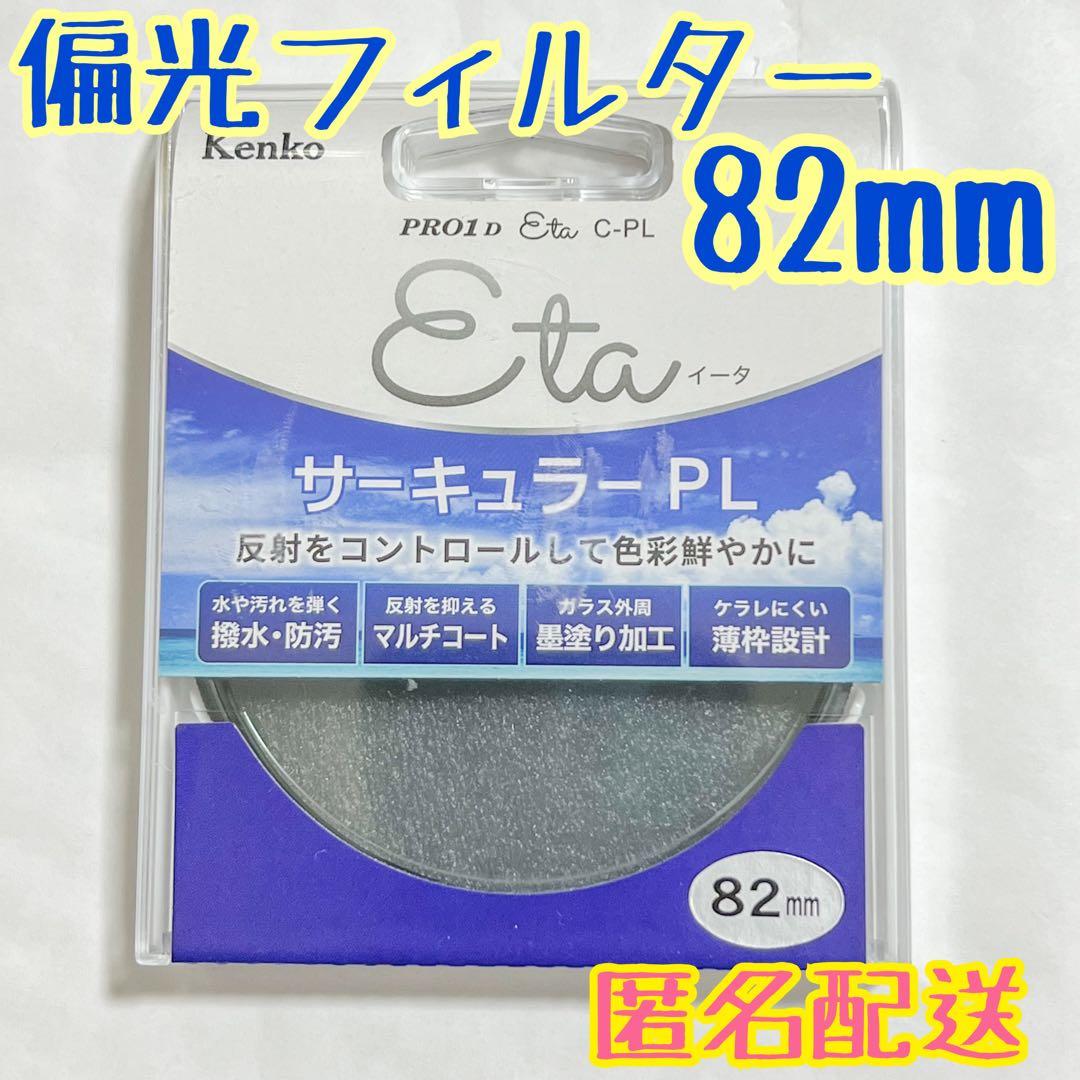 偏光フィルター
82mm
Kenko
PRO1D Eta C-PL
Eta イータ
サーキュラーPL
反射をコントロールして色彩鮮やかに
水や汚れを弾く
撥水・防汚
反射を抑える
マルチコート
ガラス外周
墨塗り加工
ケラレにくい
薄枠設計
82mm
匿名配送